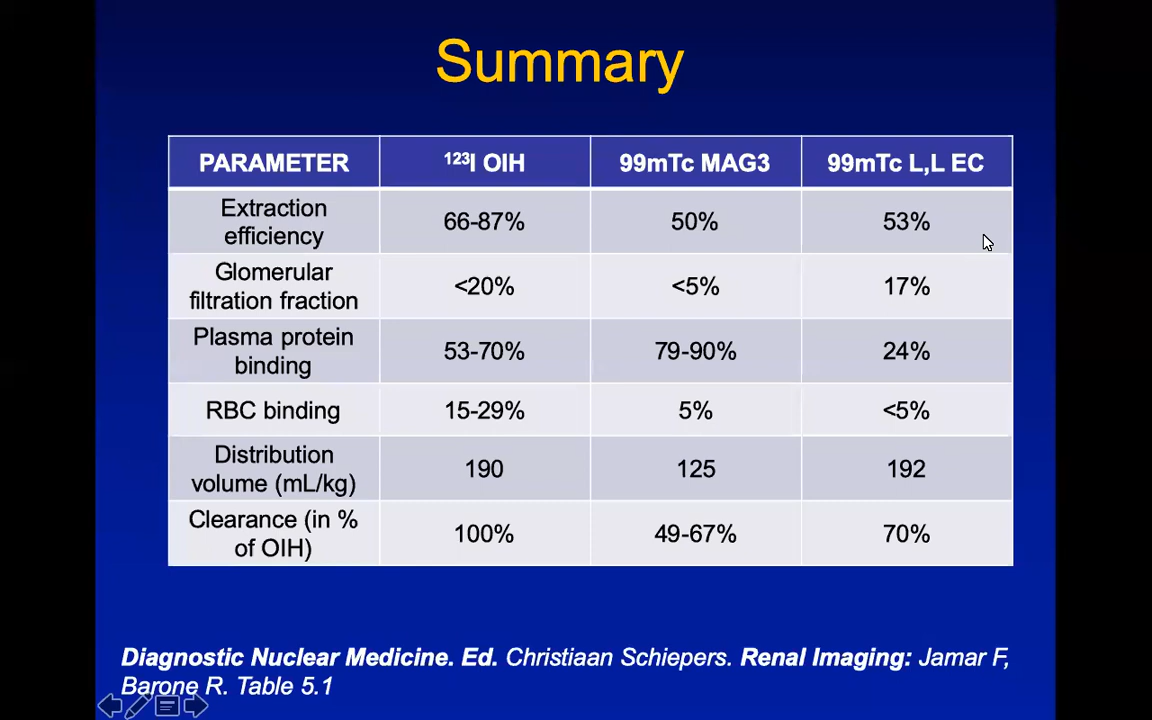 Summary
PARAMETER
¹²³I OIH
99mTc MAG3
99mTc L,L EC
Extraction
efficiency
66-87%
50%
53%
Glomerular
filtration fraction
<20%
<5%
17%
Plasma protein
binding
53-70%
79-90%
24%
RBC binding
15-29%
5%
<5%
Distribution
volume (mL/kg)
190
125
192
Clearance (in %
of OIH)
100%
49-67%
70%
Diagnostic Nuclear Medicine. Ed. Christiaan Schiepers. Renal Imaging: Jamar F,
Barone R. Table 5.1